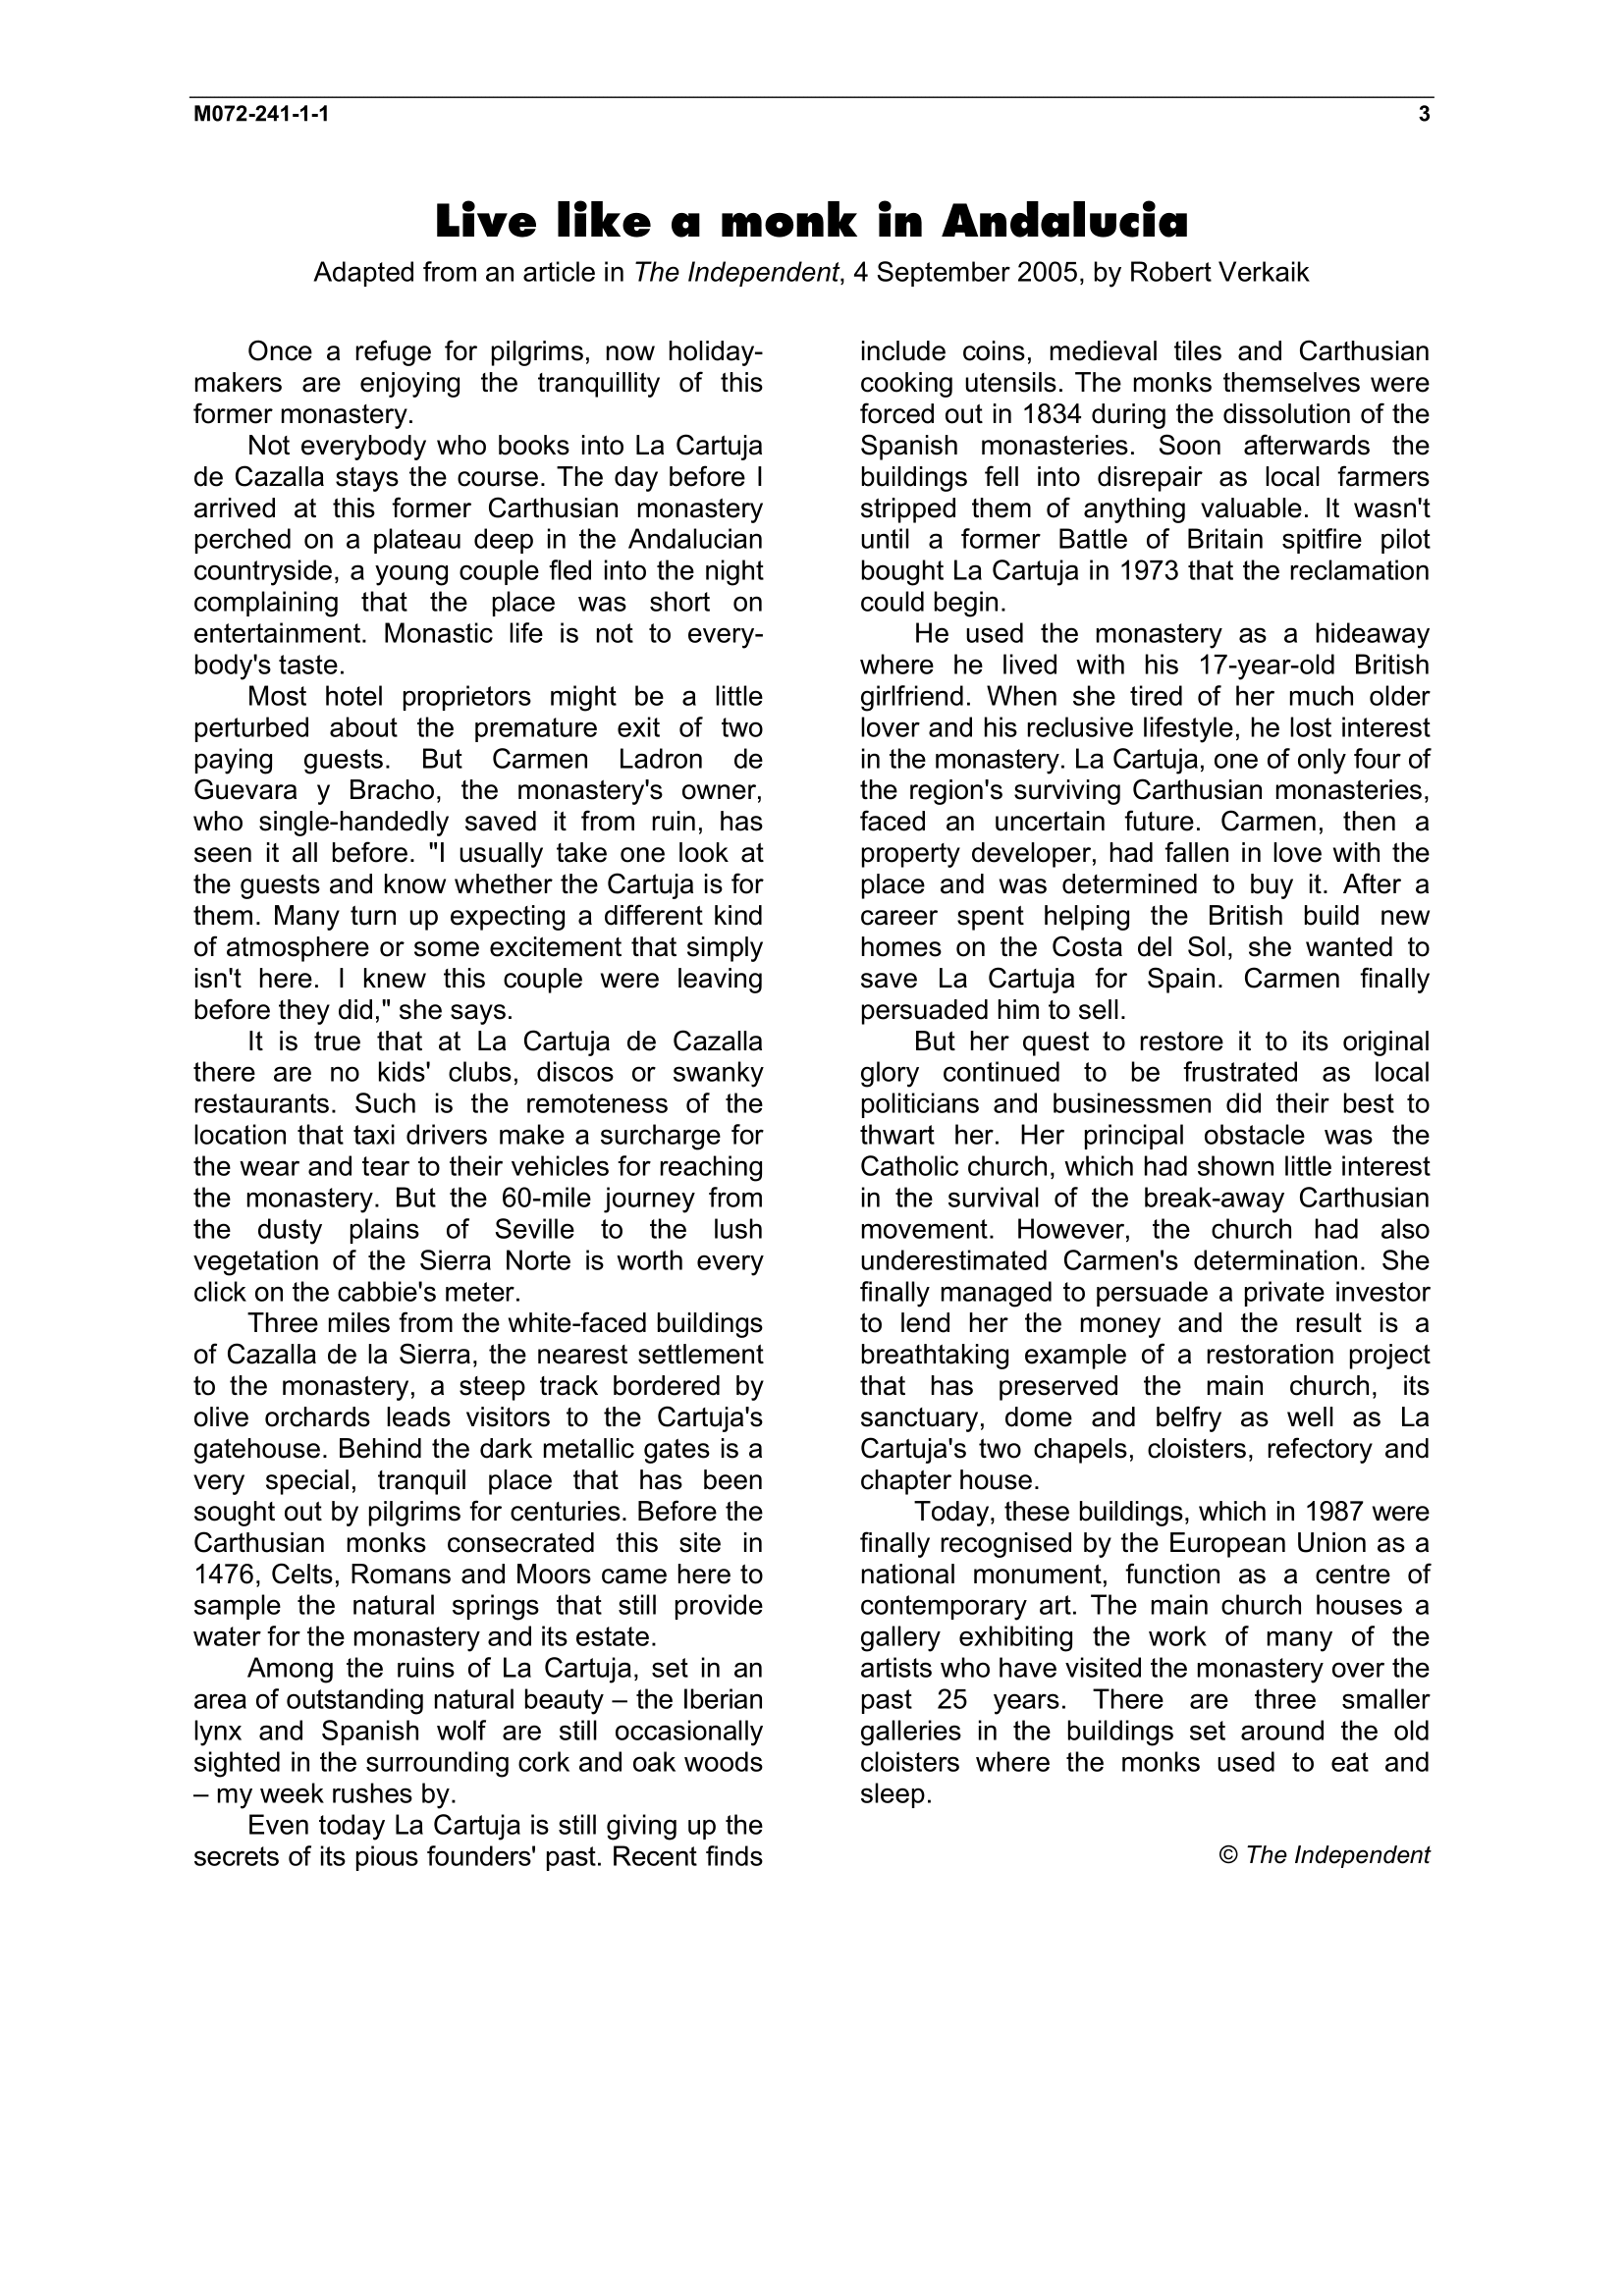 M072-241-1-1 3
Live like a monk in Andalucia
Adapted from an article in The Independent, 4 September 2005, by Robert Verkaik
Once a refuge for pilgrims, now holiday-
makers are enjoying the tranquillity of this
former monastery.
Not everybody who books into La Cartuja
de Cazalla stays the course. The day before I
arrived at this former Carthusian monastery
perched on a plateau deep in the Andalucian
countryside, a young couple fled into the night
complaining that the place was short on
entertainment. Monastic life is not to every-
body's taste.
Most hotel proprietors might be a little
perturbed about the premature exit of two
paying guests. But Carmen Ladron de
Guevara y Bracho, the monastery's owner,
who single-handedly saved it from ruin, has
seen it all before. "I usually take one look at
the guests and know whether the Cartuja is for
them. Many turn up expecting a different kind
of atmosphere or some excitement that simply
isn't here. I knew this couple were leaving
before they did," she says.
It is true that at La Cartuja de Cazalla
there are no kids' clubs, discos or swanky
restaurants. Such is the remoteness of the
location that taxi drivers make a surcharge for
the wear and tear to their vehicles for reaching
the monastery. But the 60-mile journey from
the dusty plains of Seville to the lush
vegetation of the Sierra Norte is worth every
click on the cabbie's meter.
Three miles from the white-faced buildings
of Cazalla de la Sierra, the nearest settlement
to the monastery, a steep track bordered by
olive orchards leads visitors to the Cartuja's
gatehouse. Behind the dark metallic gates is a
very special, tranquil place that has been
sought out by pilgrims for centuries. Before the
Carthusian monks consecrated this site in
1476, Celts, Romans and Moors came here to
sample the natural springs that still provide
water for the monastery and its estate.
Among the ruins of La Cartuja, set in an
area of outstanding natural beauty – the Iberian
lynx and Spanish wolf are still occasionally
sighted in the surrounding cork and oak woods
– my week rushes by.
Even today La Cartuja is still giving up the
secrets of its pious founders' past. Recent finds
include coins, medieval tiles and Carthusian
cooking utensils. The monks themselves were
forced out in 1834 during the dissolution of the
Spanish monasteries. Soon afterwards the
buildings fell into disrepair as local farmers
stripped them of anything valuable. It wasn't
until a former Battle of Britain spitfire pilot
bought La Cartuja in 1973 that the reclamation
could begin.
He used the monastery as a hideaway
where he lived with his 17-year-old British
girlfriend. When she tired of her much older
lover and his reclusive lifestyle, he lost interest
in the monastery. La Cartuja, one of only four of
the region's surviving Carthusian monasteries,
faced an uncertain future. Carmen, then a
property developer, had fallen in love with the
place and was determined to buy it. After a
career spent helping the British build new
homes on the Costa del Sol, she wanted to
save La Cartuja for Spain. Carmen finally
persuaded him to sell.
But her quest to restore it to its original
glory continued to be frustrated as local
politicians and businessmen did their best to
thwart her. Her principal obstacle was the
Catholic church, which had shown little interest
in the survival of the break-away Carthusian
movement. However, the church had also
underestimated Carmen's determination. She
finally managed to persuade a private investor
to lend her the money and the result is a
breathtaking example of a restoration project
that has preserved the main church, its
sanctuary, dome and belfry as well as La
Cartuja's two chapels, cloisters, refectory and
chapter house.
Today, these buildings, which in 1987 were
finally recognised by the European Union as a
national monument, function as a centre of
contemporary art. The main church houses a
gallery exhibiting the work of many of the
artists who have visited the monastery over the
past 25 years. There are three smaller
galleries in the buildings set around the old
cloisters where the monks used to eat and
sleep.
© The Independent